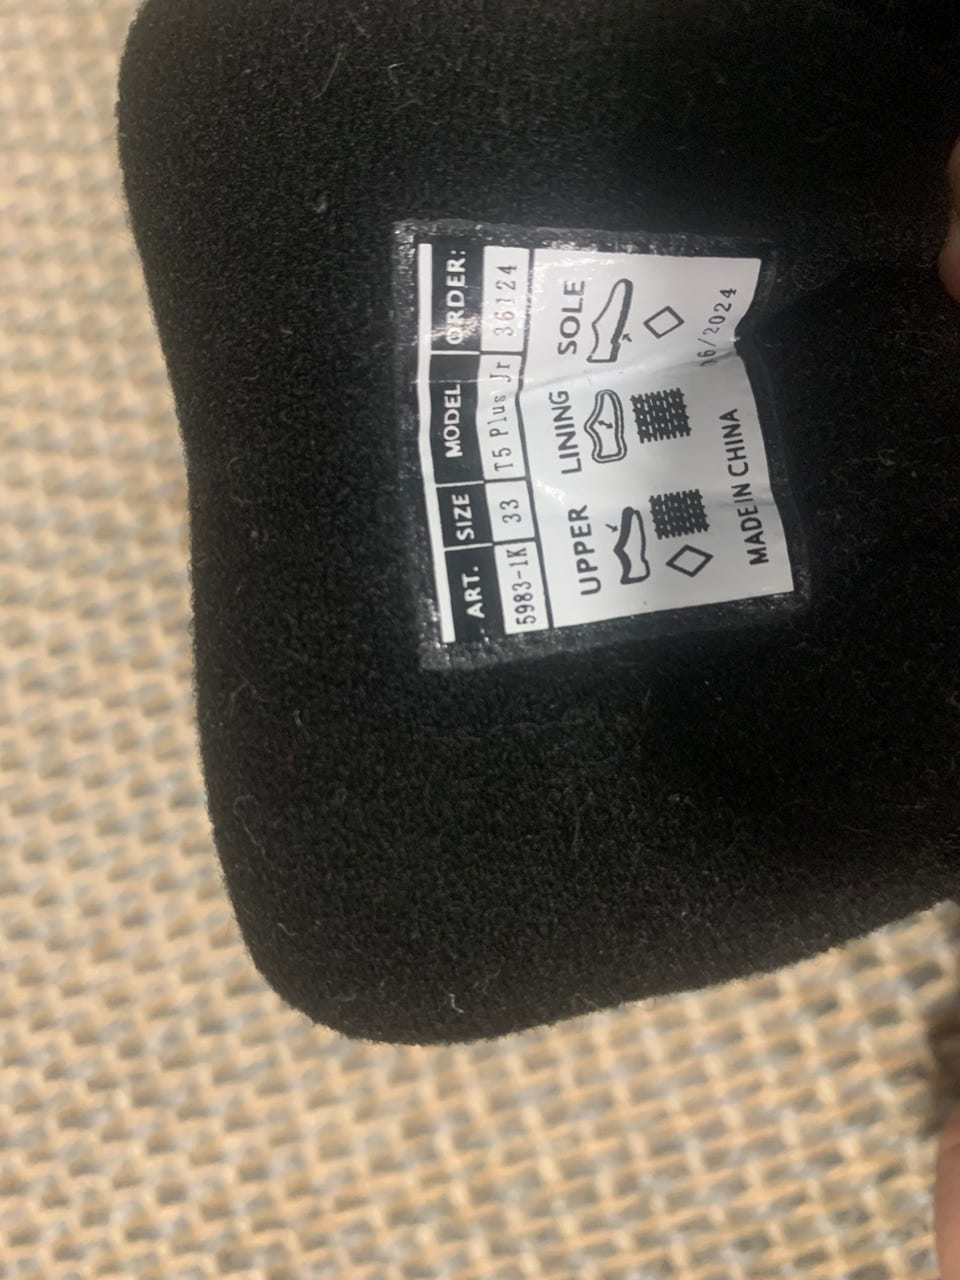 ART. SIZE MODEL ORDER:
5983-1K 33 T5 Plus Jr 36124
UPPER LINING SOLE
MADE IN CHINA